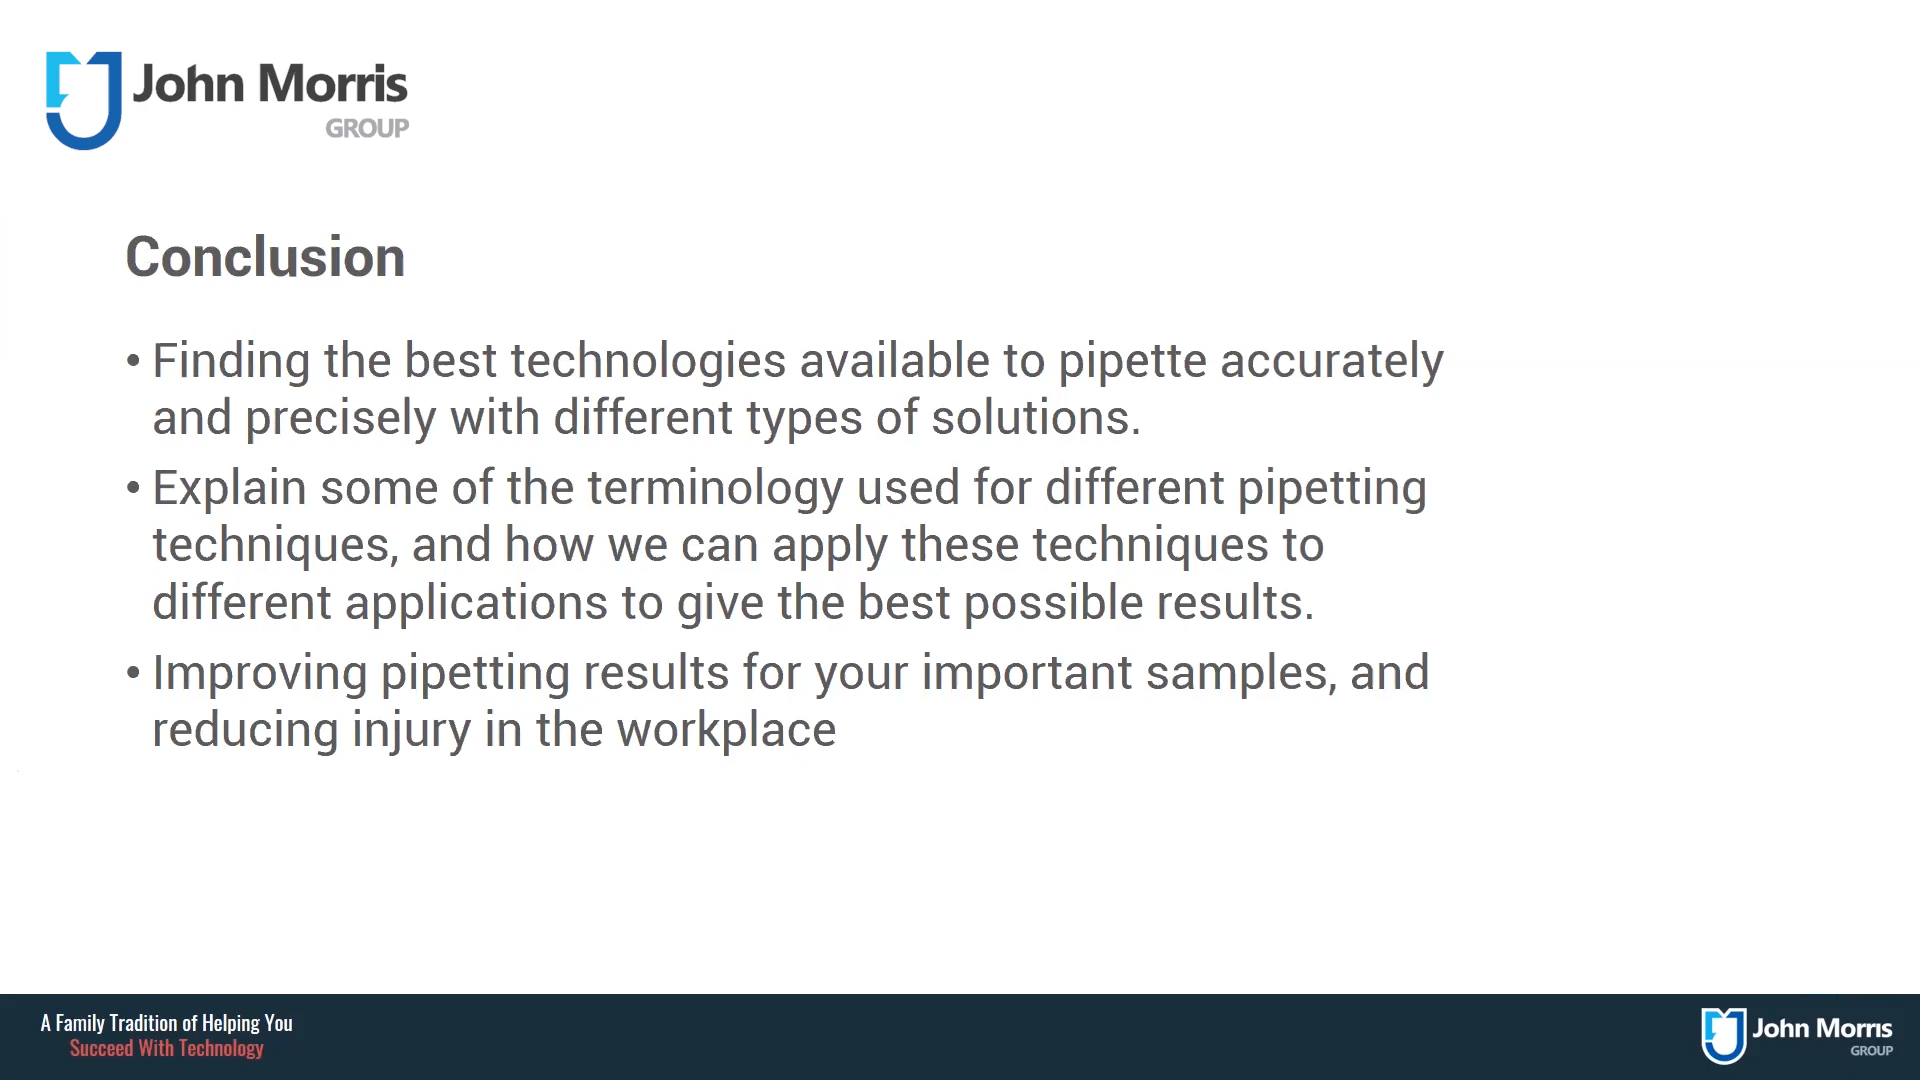 John Morris
GROUP
Conclusion
• Finding the best technologies available to pipette accurately
and precisely with different types of solutions.
• Explain some of the terminology used for different pipetting
techniques, and how we can apply these techniques to
different applications to give the best possible results.
• Improving pipetting results for your important samples, and
reducing injury in the workplace
A Family Tradition of Helping You
Succeed With Technology
John Morris
GROUP